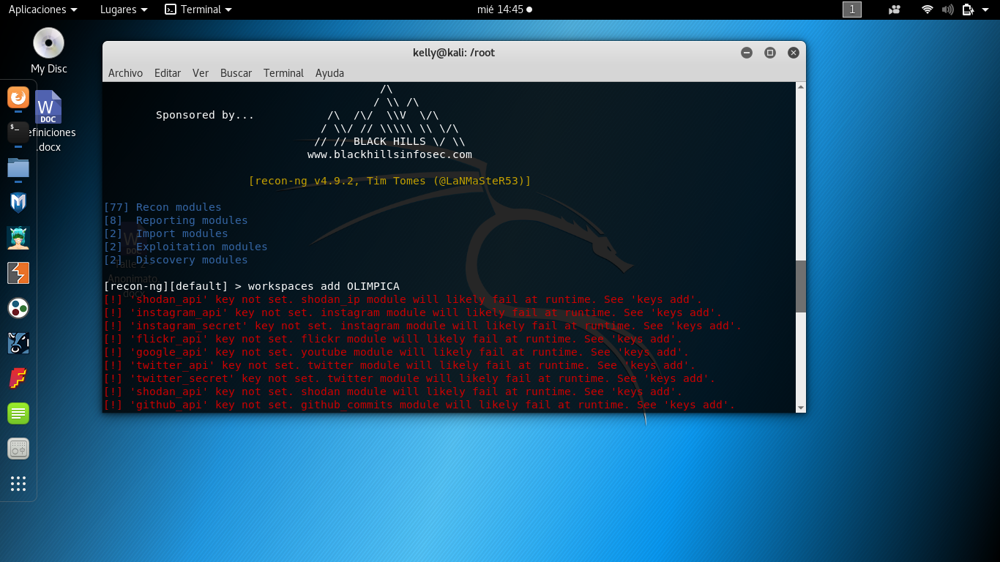 Aplicaciones Lugares Terminal mié 14:45 1
My Disc
W
DOC
efiniciones
.docx
kelly@kali: /root
Archivo Editar Ver Buscar Terminal Ayuda
/\
/ \\ /\
Sponsored by... /\ /\/ \\V \/\
/ \\/ // \\\\\ \\ \/\
// // BLACK HILLS \/ \\
www.blackhillsinfosec.com
[recon-ng v4.9.2, Tim Tomes (@LaNMaSteR53)]
[77] Recon modules
[8] Reporting modules
[2] Import modules
[2] Exploitation modules
[2] Discovery modules
W
DOC
Talle 2
Anonimato
.docx
[recon-ng][default] > workspaces add OLIMPICA
[!] 'shodan_api' key not set. shodan_ip module will likely fail at runtime. See 'keys add'.
[!] 'instagram_api' key not set. instagram module will likely fail at runtime. See 'keys add'.
[!] 'instagram_secret' key not set. instagram module will likely fail at runtime. See 'keys add'.
[!] 'flickr_api' key not set. flickr module will likely fail at runtime. See 'keys add'.
[!] 'google_api' key not set. youtube module will likely fail at runtime. See 'keys add'.
[!] 'twitter_api' key not set. twitter module will likely fail at runtime. See 'keys add'.
[!] 'twitter_secret' key not set. twitter module will likely fail at runtime. See 'keys add'.
[!] 'shodan_api' key not set. shodan module will likely fail at runtime. See 'keys add'.
[!] 'github_api' key not set. github_commits module will likely fail at runtime. See 'keys add'.